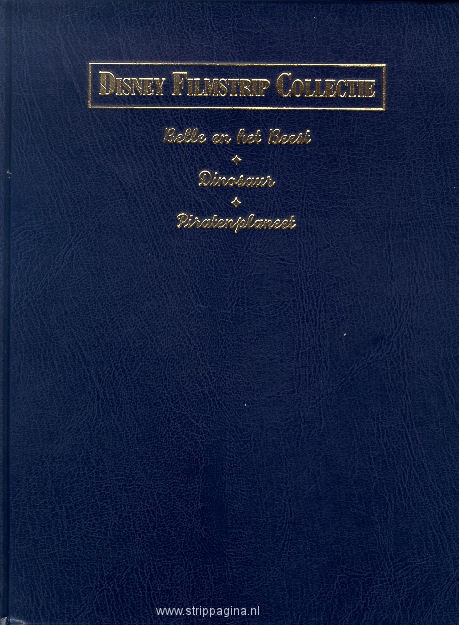 DISNEY FILMSTRIP COLLECTIE
Belle en het Beest
Dinosaur
Piratenplaneet
www.strippagina.nl